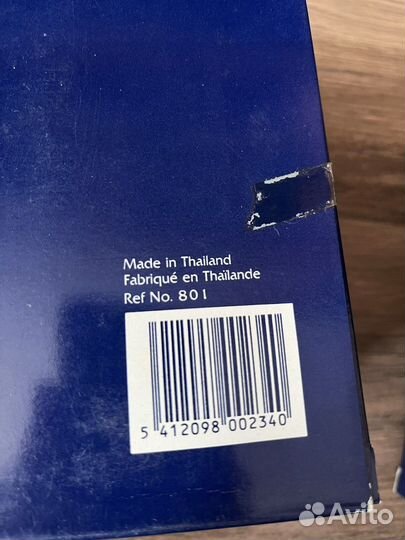 Made in Thailand
Fabriqué en Thaïlande
Ref No. 801
5 412098 002340
Avito